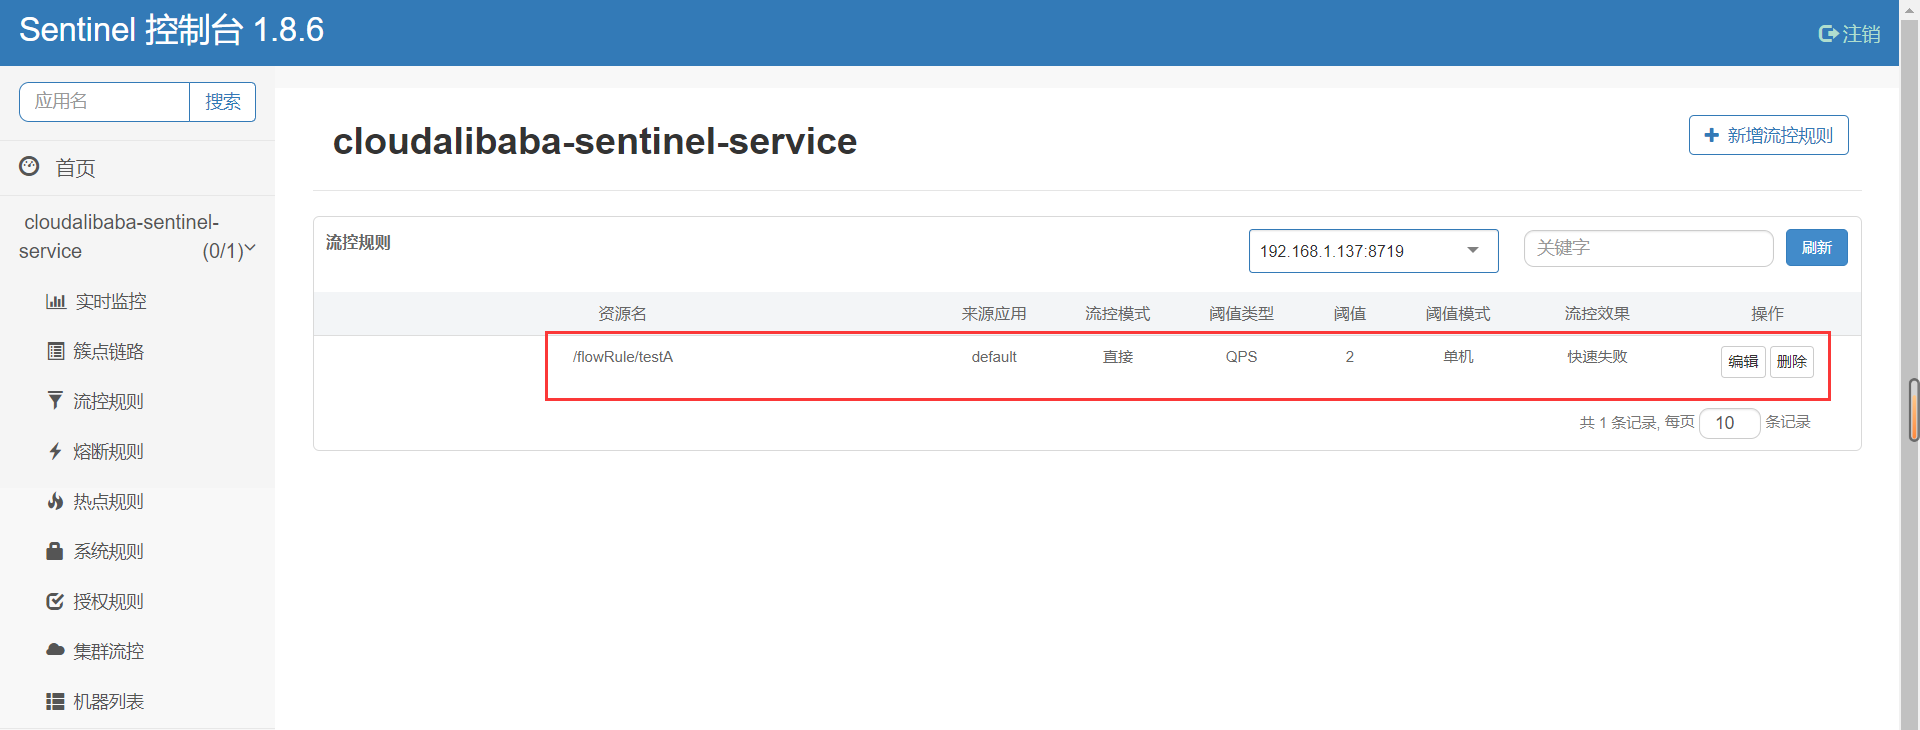 Sentinel 控制台 1.8.6
注销
应用名 搜索
首页
cloudalibaba-sentinel-
service (0/1)
实时监控
簇点链路
流控规则
熔断规则
热点规则
系统规则
授权规则
集群流控
机器列表
cloudalibaba-sentinel-service
新增流控规则
流控规则 192.168.1.137:8719 关键字 刷新
资源名 来源应用 流控模式 阈值类型 阈值 阈值模式 流控效果 操作
/flowRule/testA default 直接 QPS 2 单机 快速失败 编辑 删除
共 1 条记录, 每页 10 条记录